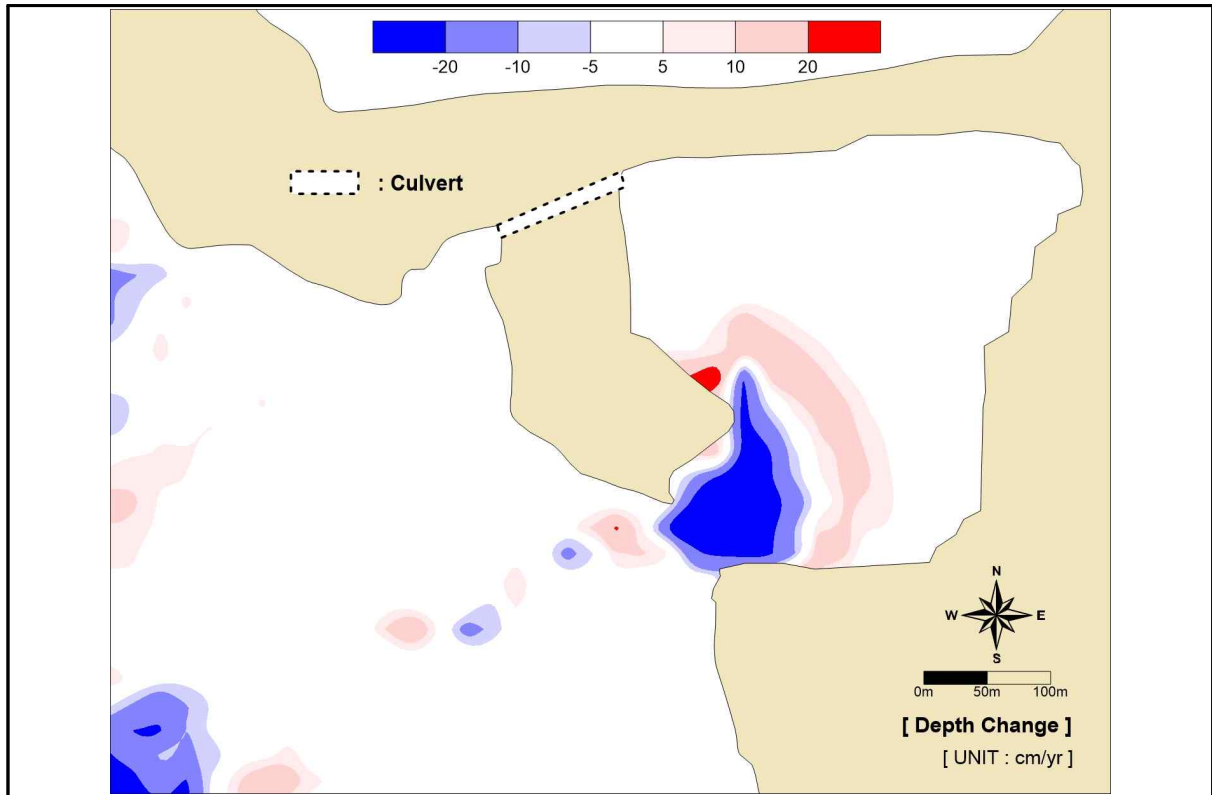 -20 -10 -5 5 10 20
: Culvert
N
W E
S
0m 50m 100m
[ Depth Change ]
[ UNIT : cm/yr ]